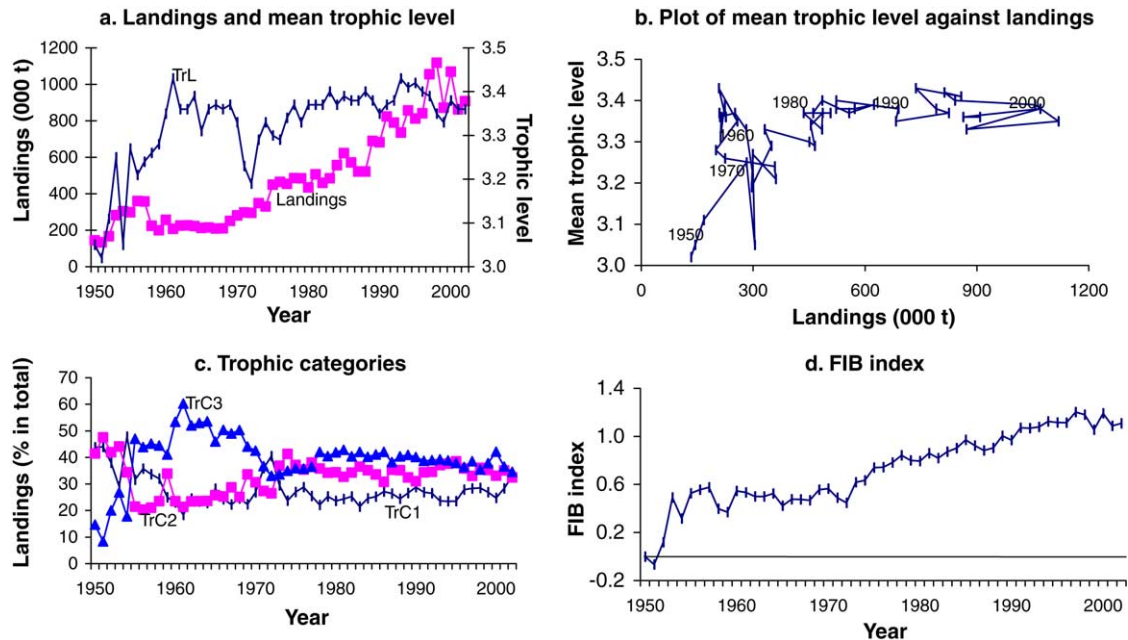 a. Landings and mean trophic level
Landings (000 t)
1200
1000
800
600
400
200
0
TrL
Landings
3.5
3.4
3.3
3.2
3.1
3.0
Trophic level
1950 1960 1970 1980 1990 2000
Year
b. Plot of mean trophic level against landings
Mean trophic level
3.5
3.4
3.3
3.2
3.1
3.0
1950
1960
1970
1980
1990
2000
0 300 600 900 1200
Landings (000 t)
c. Trophic categories
Landings (% in total)
70
60
50
40
30
20
10
0
TrC3
TrC2
TrC1
1950 1960 1970 1980 1990 2000
Year
d. FIB index
FIB index
1.4
1.0
0.6
0.2
-0.2
1950 1960 1970 1980 1990 2000
Year